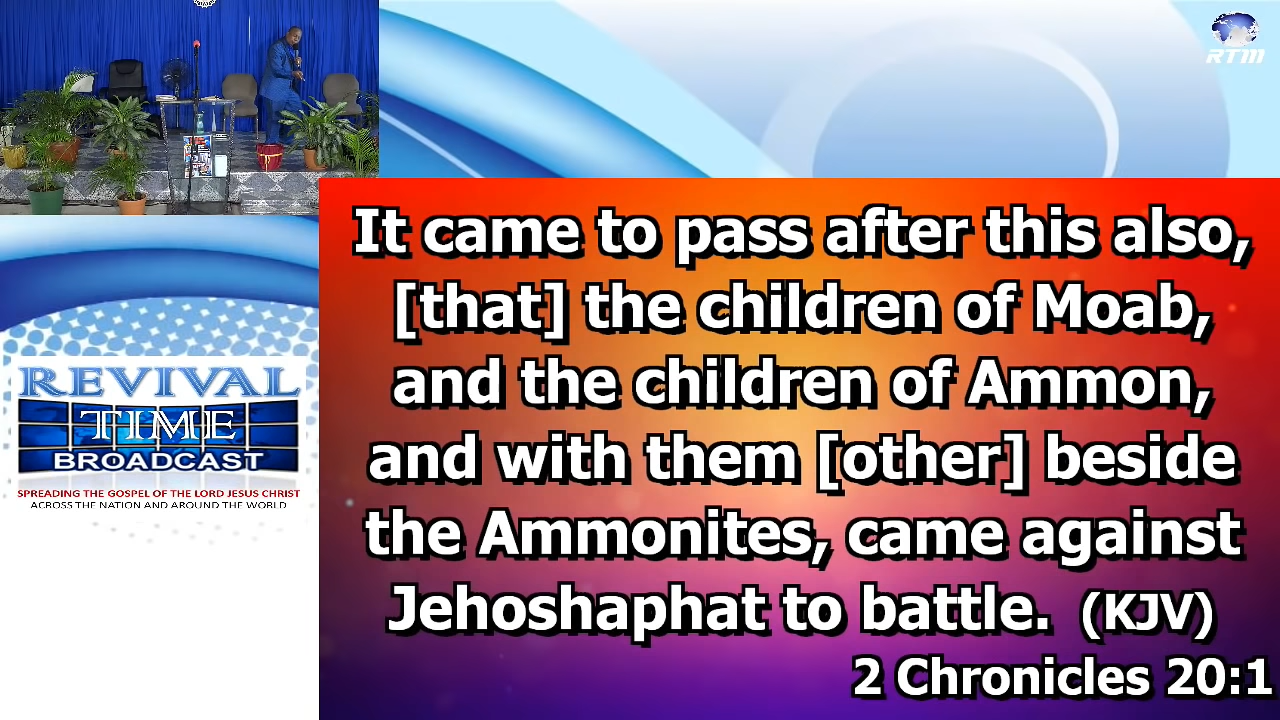 RTM
It came to pass after this also,
[that] the children of Moab,
and the children of Ammon,
and with them [other] beside
the Ammonites, came against
Jehoshaphat to battle. (KJV)
2 Chronicles 20:1
REVIVAL
TIME
BROADCAST
SPREADING THE GOSPEL OF THE LORD JESUS CHRIST
ACROSS THE NATION AND AROUND THE WORLD